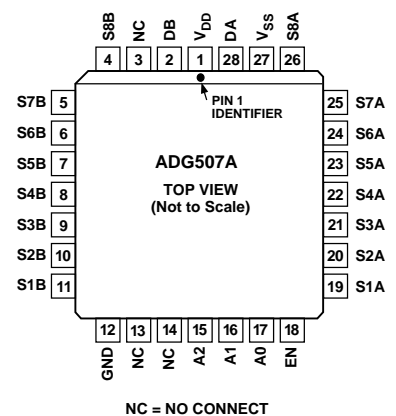 S8B NC DB VDD DA VSS S8A
4 3 2 1 28 27 26
PIN 1
IDENTIFIER
S7B 5
S6B 6
S5B 7
S4B 8
S3B 9
S2B 10
S1B 11
ADG507A
TOP VIEW
(Not to Scale)
25 S7A
24 S6A
23 S5A
22 S4A
21 S3A
20 S2A
19 S1A
12 13 14 15 16 17 18
GND NC NC A2 A1 A0 EN
NC = NO CONNECT